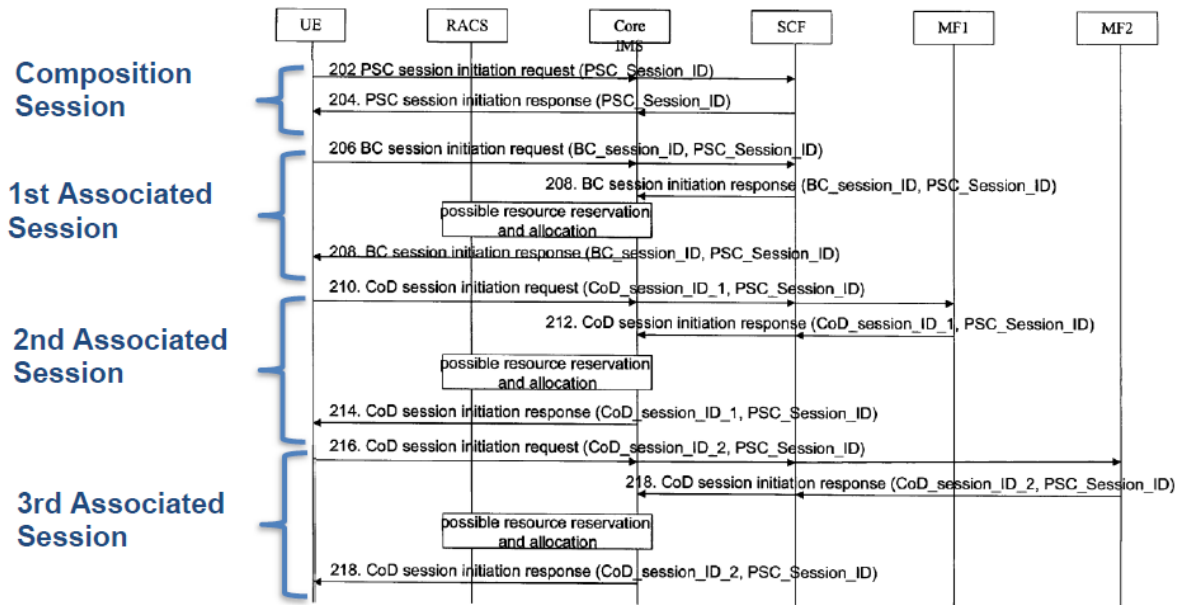 UE
RACS
Core
IMS
SCF
MF1
MF2
Composition
Session
202 PSC session initiation request (PSC_Session_ID)
204. PSC session initiation response (PSC_Session_ID)
1st Associated
Session
206 BC session initiation request (BC_session_ID, PSC_Session_ID)
208. BC session initiation response (BC_session_ID, PSC_Session_ID)
possible resource reservation
and allocation
208. BC session initiation response (BC_session_ID, PSC_Session_ID)
2nd Associated
Session
210. CoD session initiation request (CoD_session_ID_1, PSC_Session_ID)
212. CoD session initiation response (CoD_session_ID_1, PSC_Session_ID)
possible resource reservation
and allocation
214. CoD session initiation response (CoD_session_ID_1, PSC_Session_ID)
3rd Associated
Session
216. CoD session initiation request (CoD_session_ID_2, PSC_Session_ID)
218. CoD session initiation response (CoD_session_ID_2, PSC_Session_ID)
possible resource reservation
and allocation
218. CoD session initiation response (CoD_session_ID_2, PSC_Session_ID)